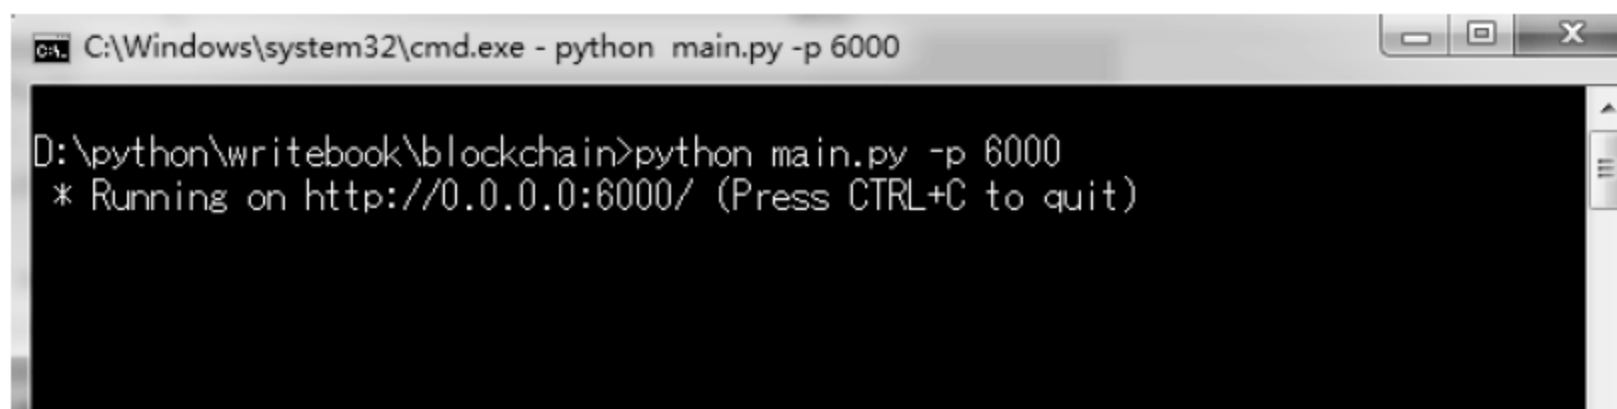 C:\Windows\system32\cmd.exe - python  main.py -p 6000
D:\python\writebook\blockchain>python main.py -p 6000
 * Running on http://0.0.0.0:6000/ (Press CTRL+C to quit)